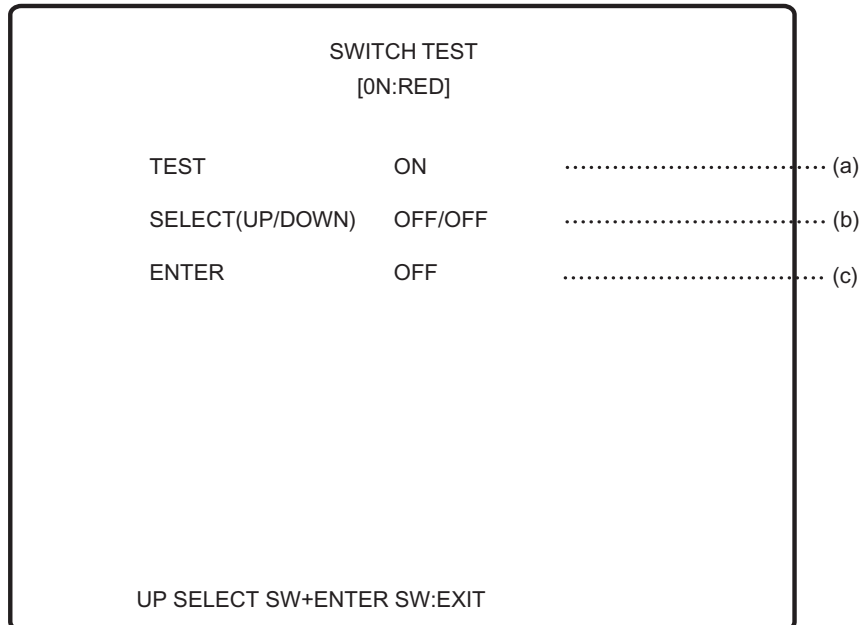 SWITCH TEST
[0N:RED]
TEST ON .................................. (a)
SELECT(UP/DOWN) OFF/OFF .................................. (b)
ENTER OFF .................................. (c)
UP SELECT SW+ENTER SW:EXIT